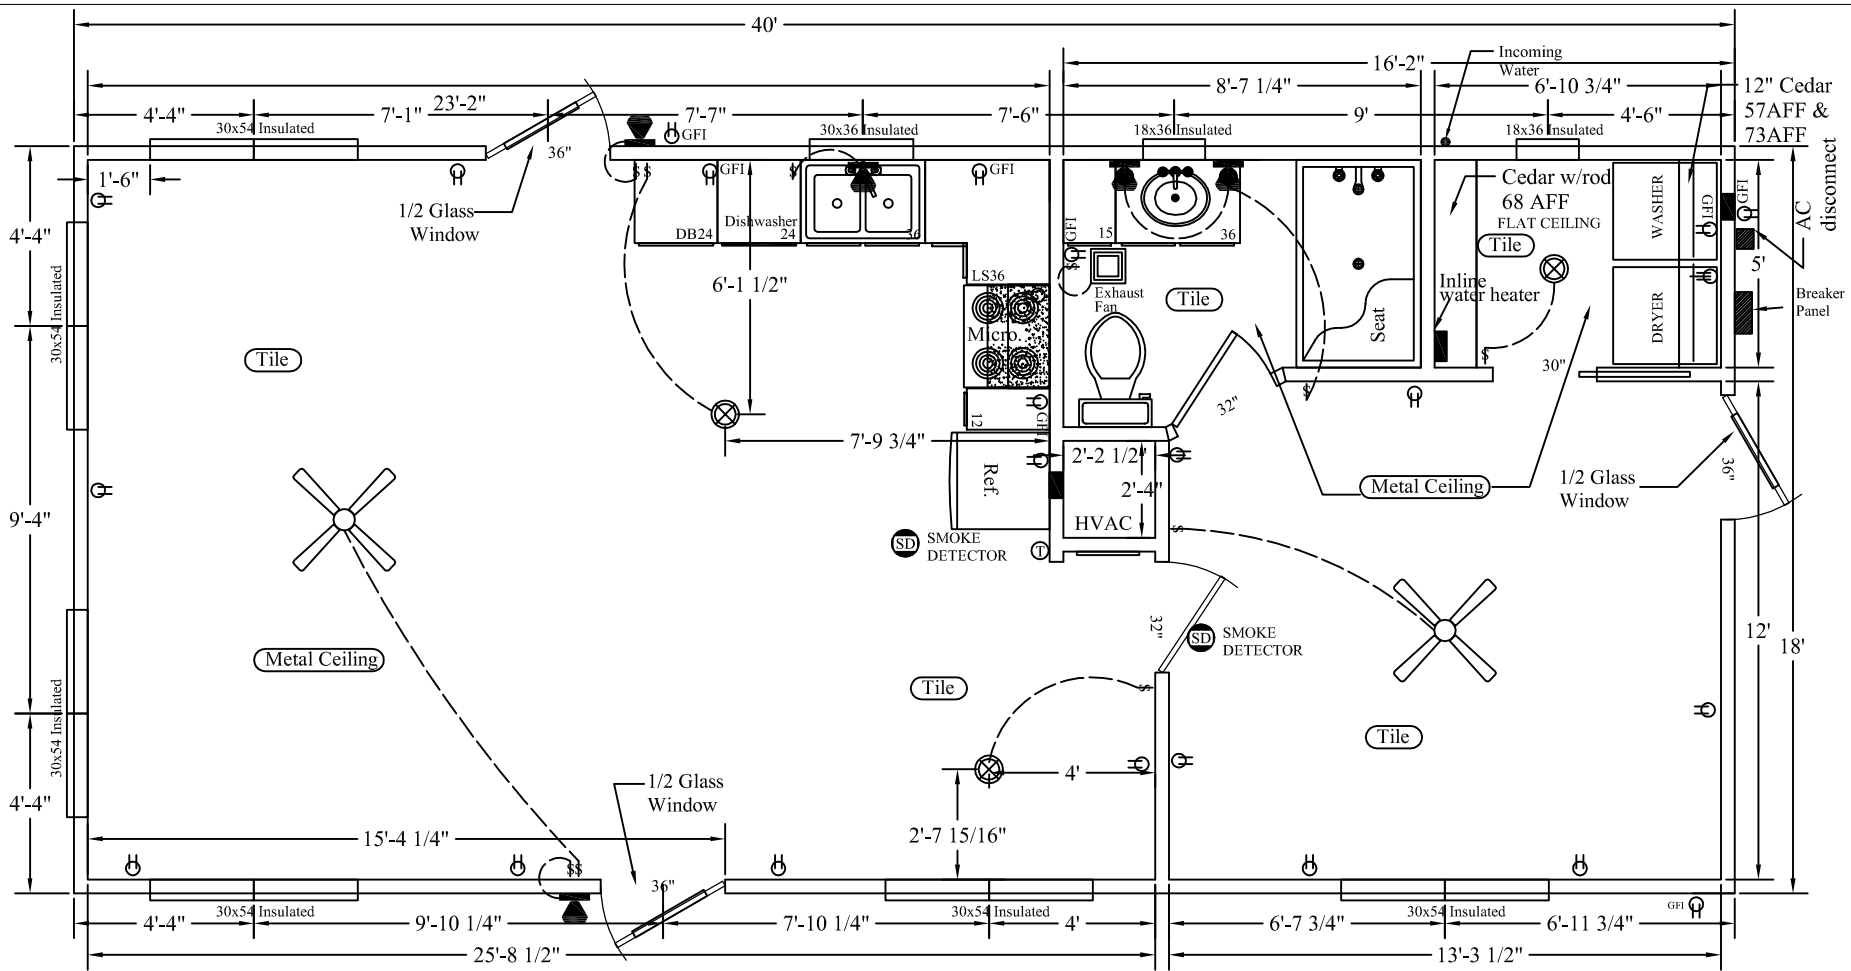 40'
16'-2"
Incoming
Water
8'-7 1/4"
6'-10 3/4"
12" Cedar
57AFF &
73AFF
23'-2"
4'-4"
7'-1"
7'-7"
7'-6"
9'
4'-6"
30x54 Insulated
36"
GFI
30x36 Insulated
18x36 Insulated
18x36 Insulated
1'-6"
1/2 Glass
Window
$$
GFI
$
GFI
Dishwasher
DB24
24
36
GFI
15
36
$
Exhaust
Fan
Tile
Cedar w/rod
68 AFF
FLAT CEILING
Tile
WASHER
GFI
GFI
AC
disconnect
5'
DRYER
Breaker
Panel
Inline
water heater
Seat
$
30"
$
4'-4"
30x54 Insulated
6'-1 1/2"
LS36
Micro.
12
GFI
Tile
32"
7'-9 3/4"
Ref.
2'-2 1/2"
2'-4"
HVAC
$
Metal Ceiling
1/2 Glass
Window
36"
9'-4"
SD
SMOKE
DETECTOR
T
32"
SD
SMOKE
DETECTOR
12'
18'
Metal Ceiling
30x54 Insulated
Tile
$
Tile
4'-4"
1/2 Glass
Window
4'
2'-7 15/16"
15'-4 1/4"
$$
36"
30x54 Insulated
30x54 Insulated
30x54 Insulated
GFI
4'-4"
9'-10 1/4"
7'-10 1/4"
4'
6'-7 3/4"
6'-11 3/4"
25'-8 1/2"
13'-3 1/2"